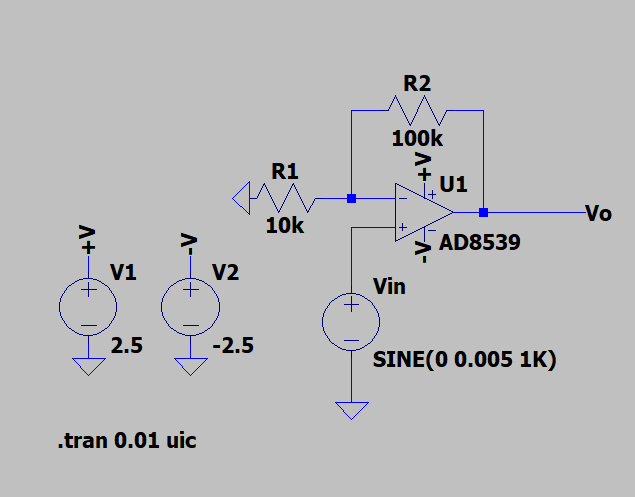 R2
100k
+V
R1
U1
10k
-V
AD8539
Vo
+V
-V
V1
V2
Vin
2.5
-2.5
SINE(0 0.005 1K)
.tran 0.01 uic